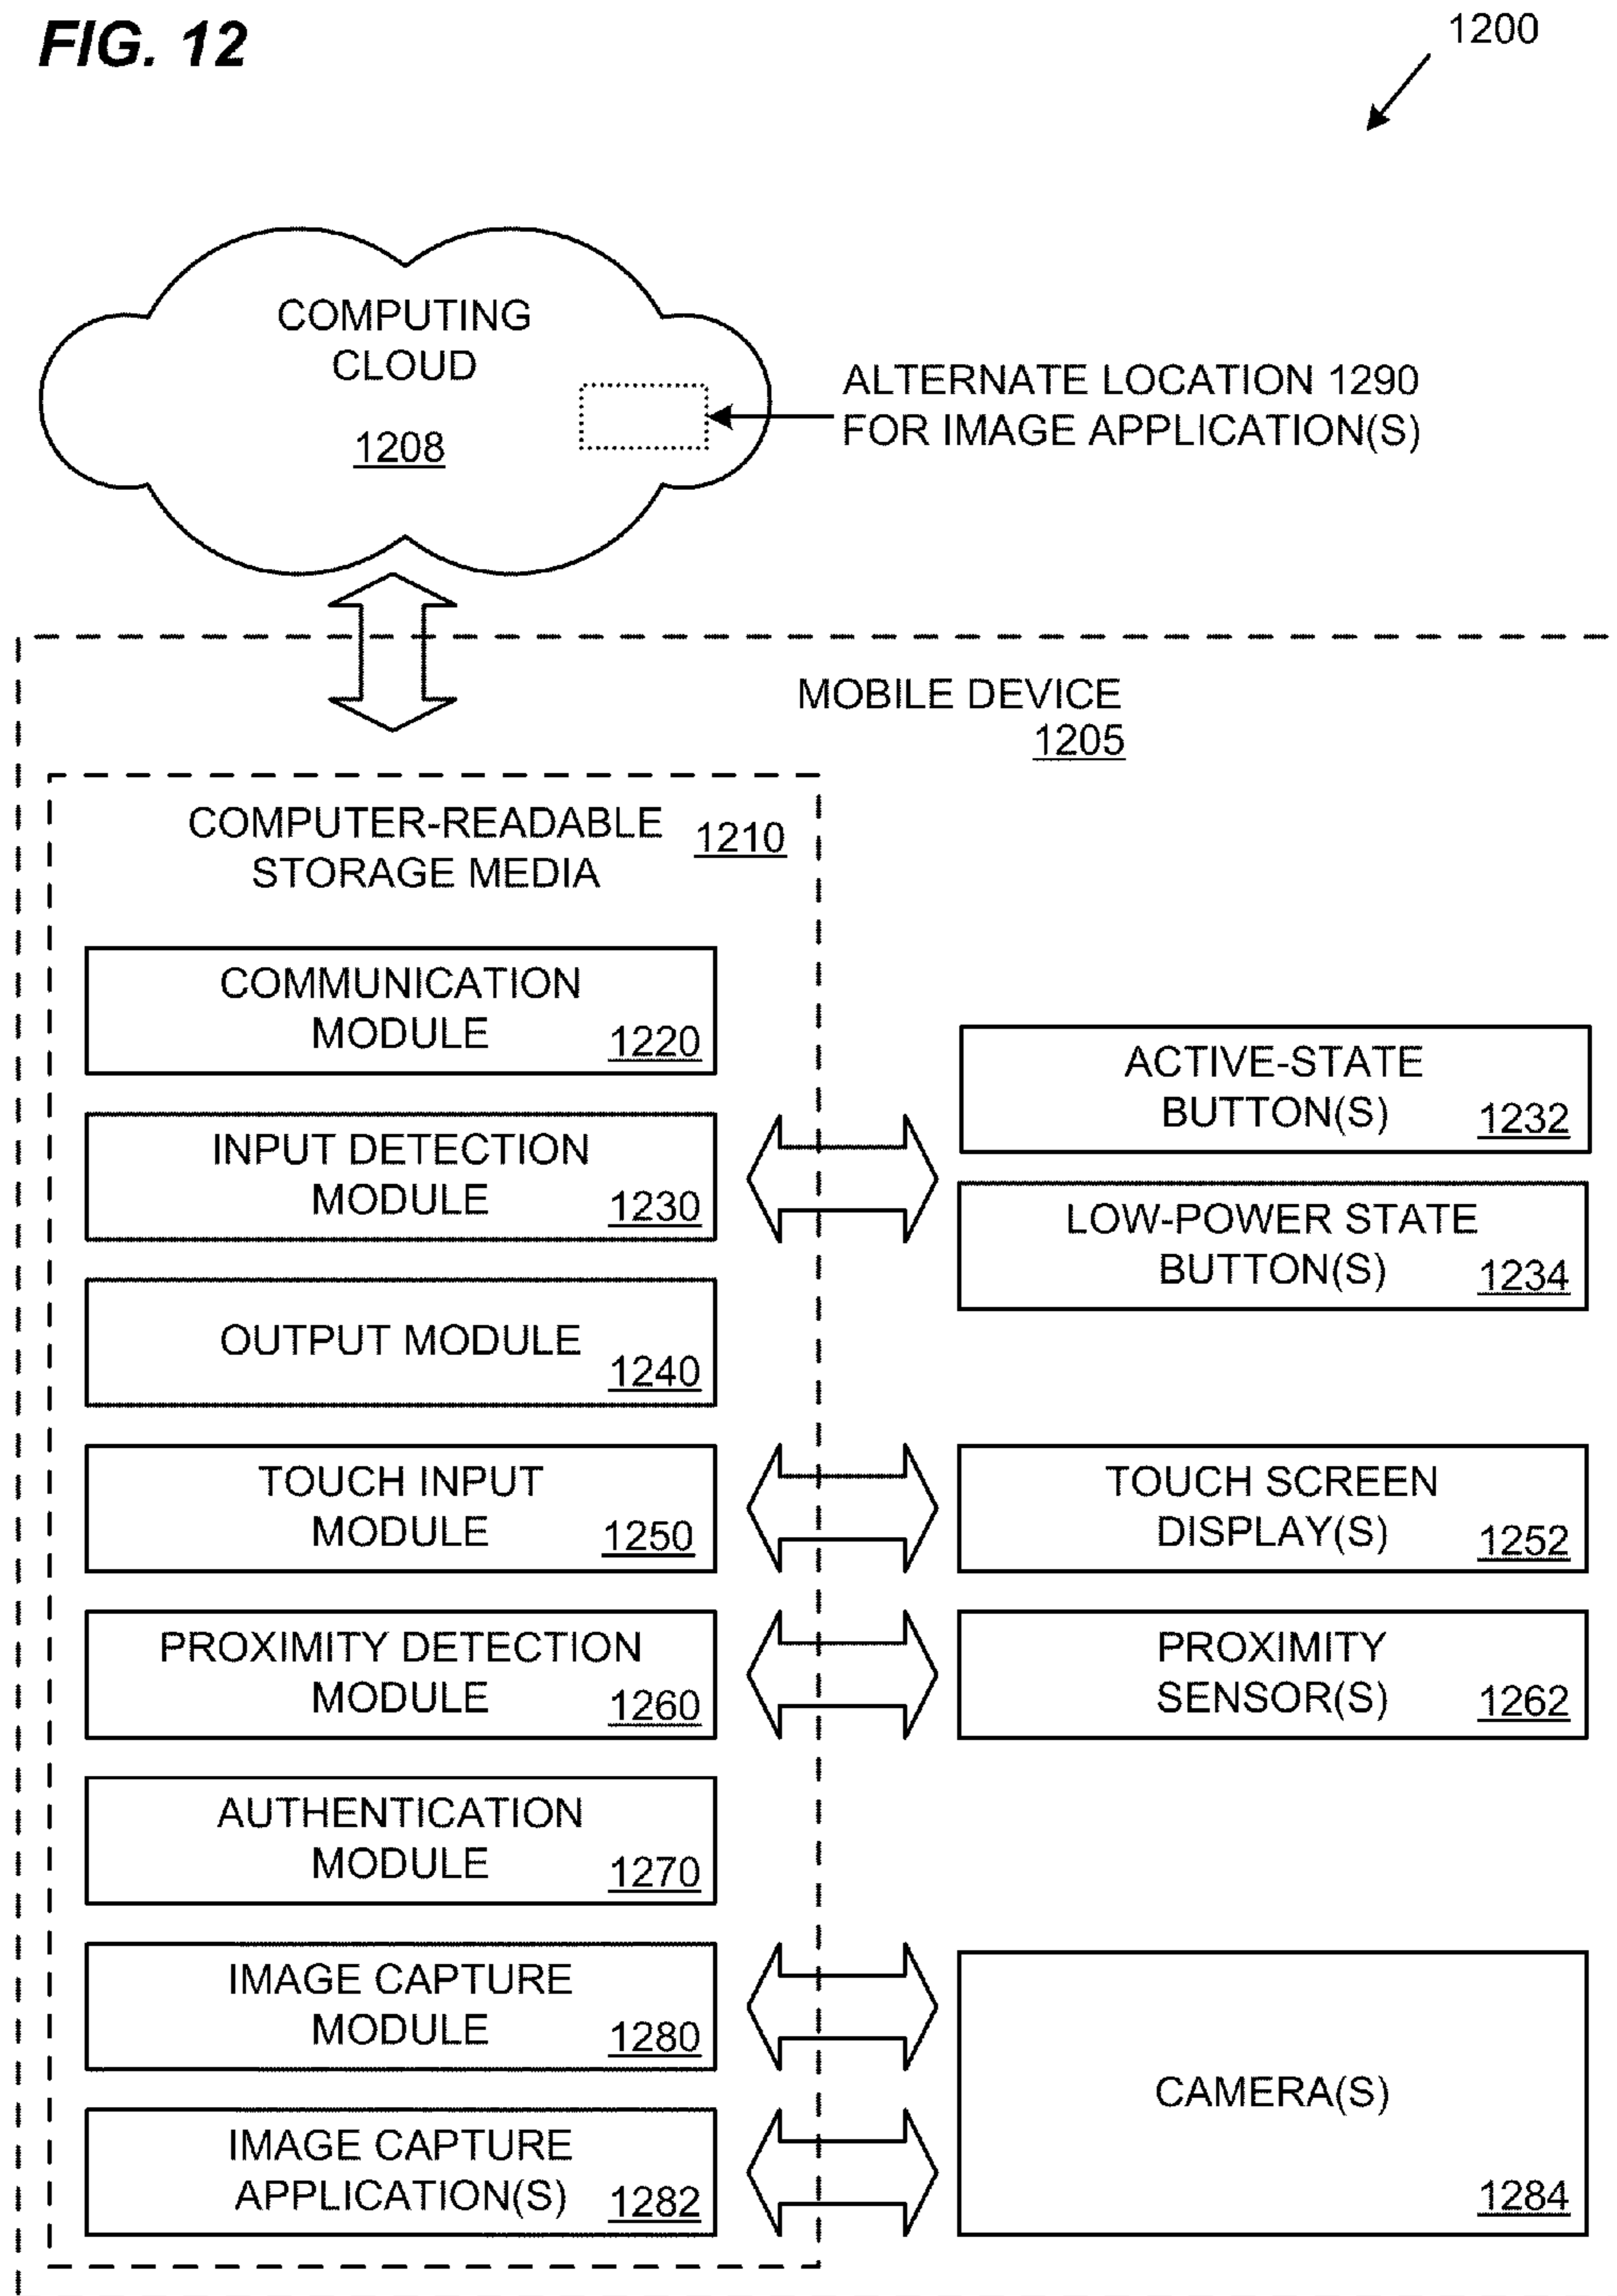 FIG. 12
1200
COMPUTING
CLOUD
1208
ALTERNATE LOCATION 1290
FOR IMAGE APPLICATION(S)
MOBILE DEVICE
1205
COMPUTER-READABLE
STORAGE MEDIA
1210
COMMUNICATION
MODULE
1220
INPUT DETECTION
MODULE
1230
ACTIVE-STATE
BUTTON(S)
1232
LOW-POWER STATE
BUTTON(S)
1234
OUTPUT MODULE
1240
TOUCH INPUT
MODULE
1250
TOUCH SCREEN
DISPLAY(S)
1252
PROXIMITY DETECTION
MODULE
1260
PROXIMITY
SENSOR(S)
1262
AUTHENTICATION
MODULE
1270
IMAGE CAPTURE
MODULE
1280
IMAGE CAPTURE
APPLICATION(S)
1282
CAMERA(S)
1284